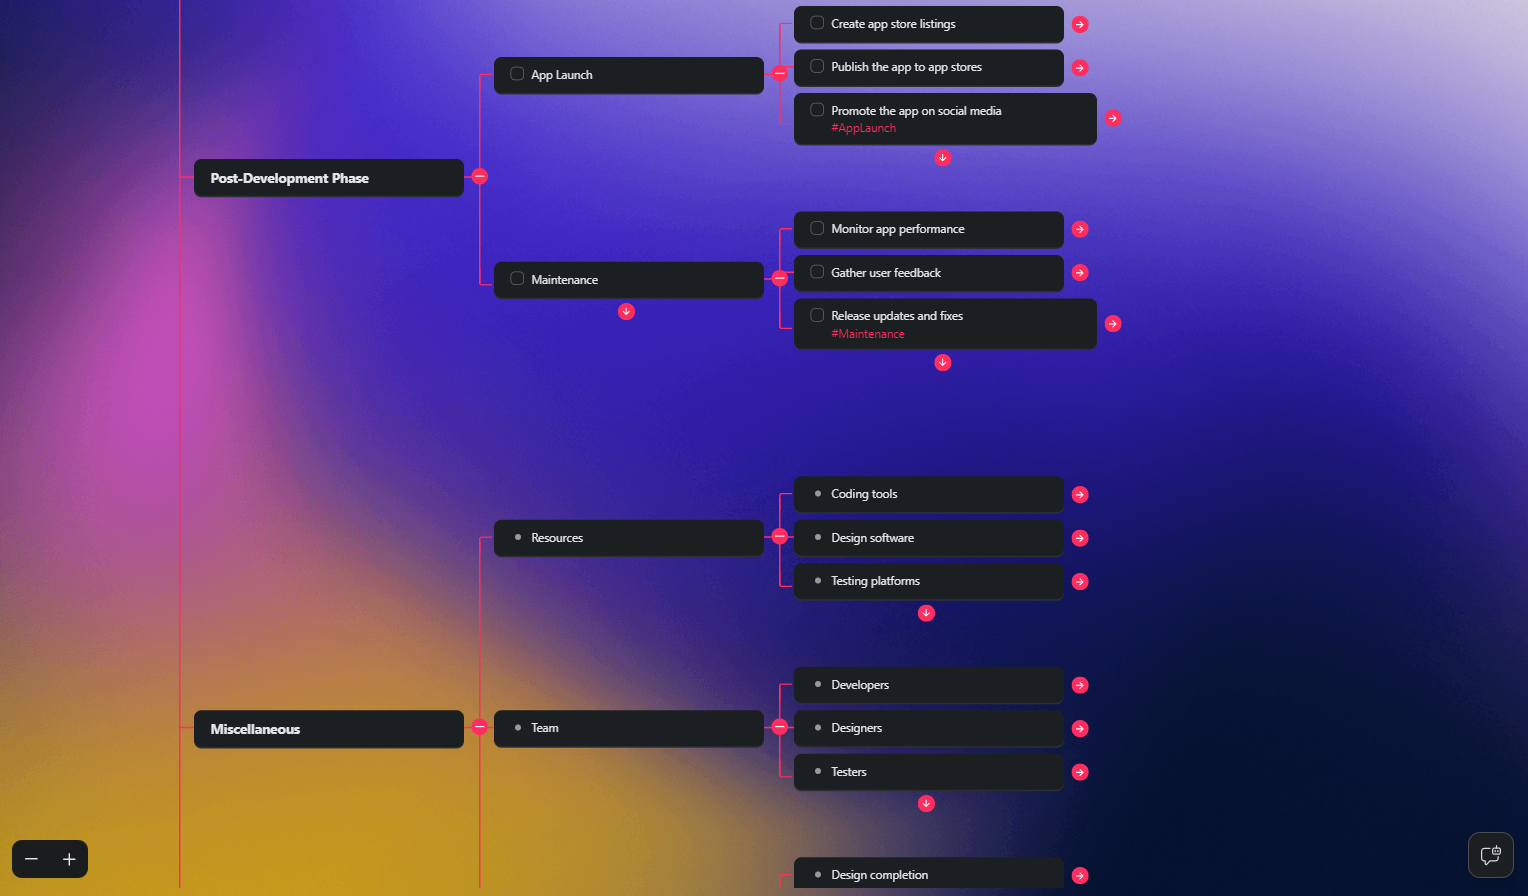 Create app store listings
App Launch
Publish the app to app stores
Promote the app on social media
#AppLaunch
Post-Development Phase
Monitor app performance
Maintenance
Gather user feedback
Release updates and fixes
#Maintenance
Coding tools
Resources
Design software
Testing platforms
Developers
Miscellaneous
Team
Designers
Testers
Design completion